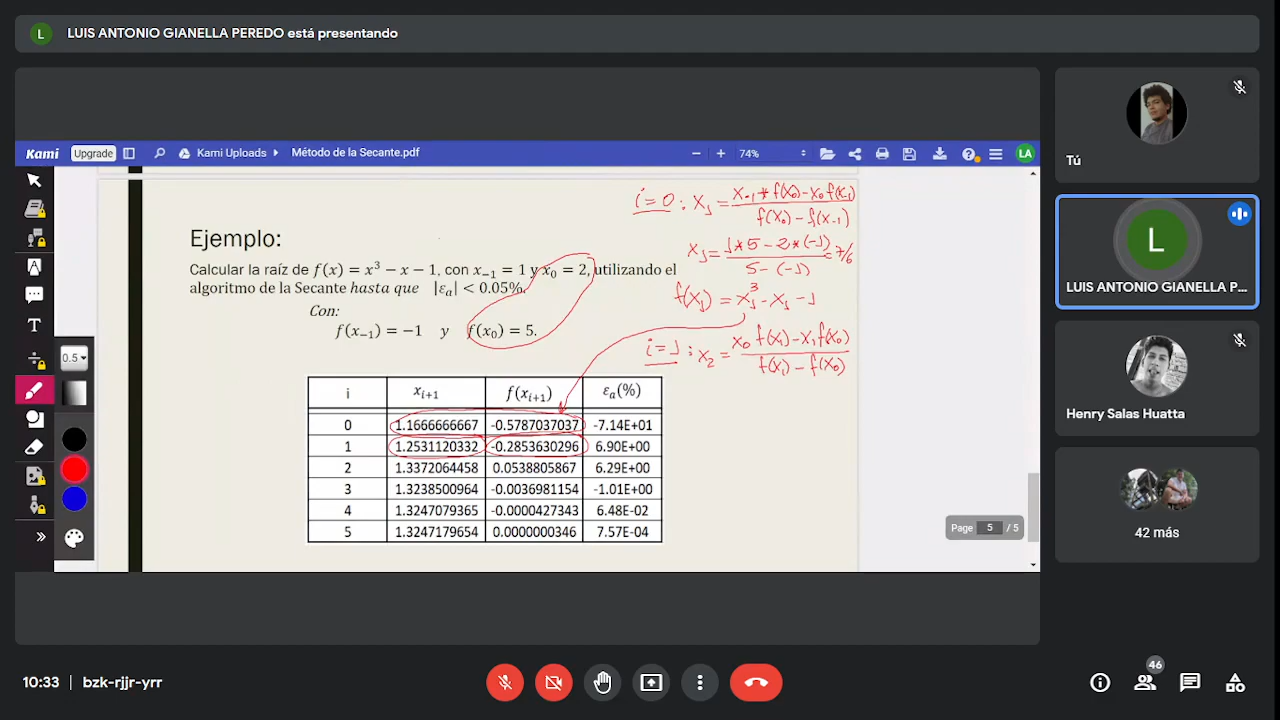 L LUIS ANTONIO GIANELLA PEREDO está presentando
Kami Upgrade Kami Uploads Método de la Secante.pdf 74% LA
i=0: x₁ = x₋₁ * f(x₀) - x₀ f(x₋₁) / f(x₀) - f(x₋₁)
x₁ = 1*5 - 2*(-1) / 5 - (-1) = 7/6
f(x₁) = x₁³ - x₁ - 1
i=1: x₂ = x₀ f(x₁) - x₁ f(x₀) / f(x₁) - f(x₀)
Ejemplo:
Calcular la raíz de f(x) = x³ − x − 1, con x₋₁ = 1 y x₀ = 2, utilizando el
algoritmo de la Secante hasta que |εₐ| < 0.05%.
Con:
f(x₋₁) = −1 y f(x₀) = 5.
i xᵢ₊₁ f(xᵢ₊₁) εₐ(%)
0 1.1666666667 -0.5787037037 -7.14E+01
1 1.2531120332 -0.2853630296 6.90E+00
2 1.3372064458 0.0538805867 6.29E+00
3 1.3238500964 -0.0036981154 -1.01E+00
4 1.3247079365 -0.0000427343 6.48E-02
5 1.3247179654 0.0000000346 7.57E-04
T
0.5
Page 5 / 5
Tú
L
LUIS ANTONIO GIANELLA P...
Henry Salas Huatta
42 más
10:33 | bzk-rjjr-yrr
46